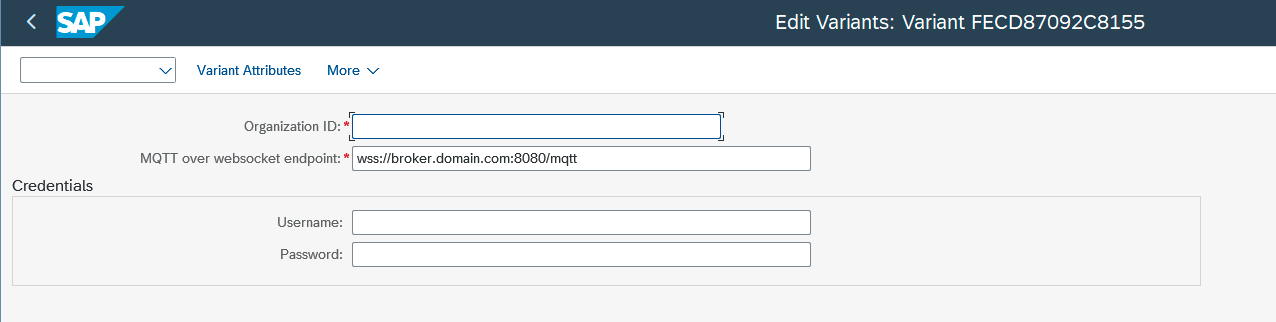 SAP Edit Variants: Variant FECD87092C8155
Variant Attributes More
Organization ID: *
MQTT over websocket endpoint: * wss://broker.domain.com:8080/mqtt
Credentials
Username:
Password: